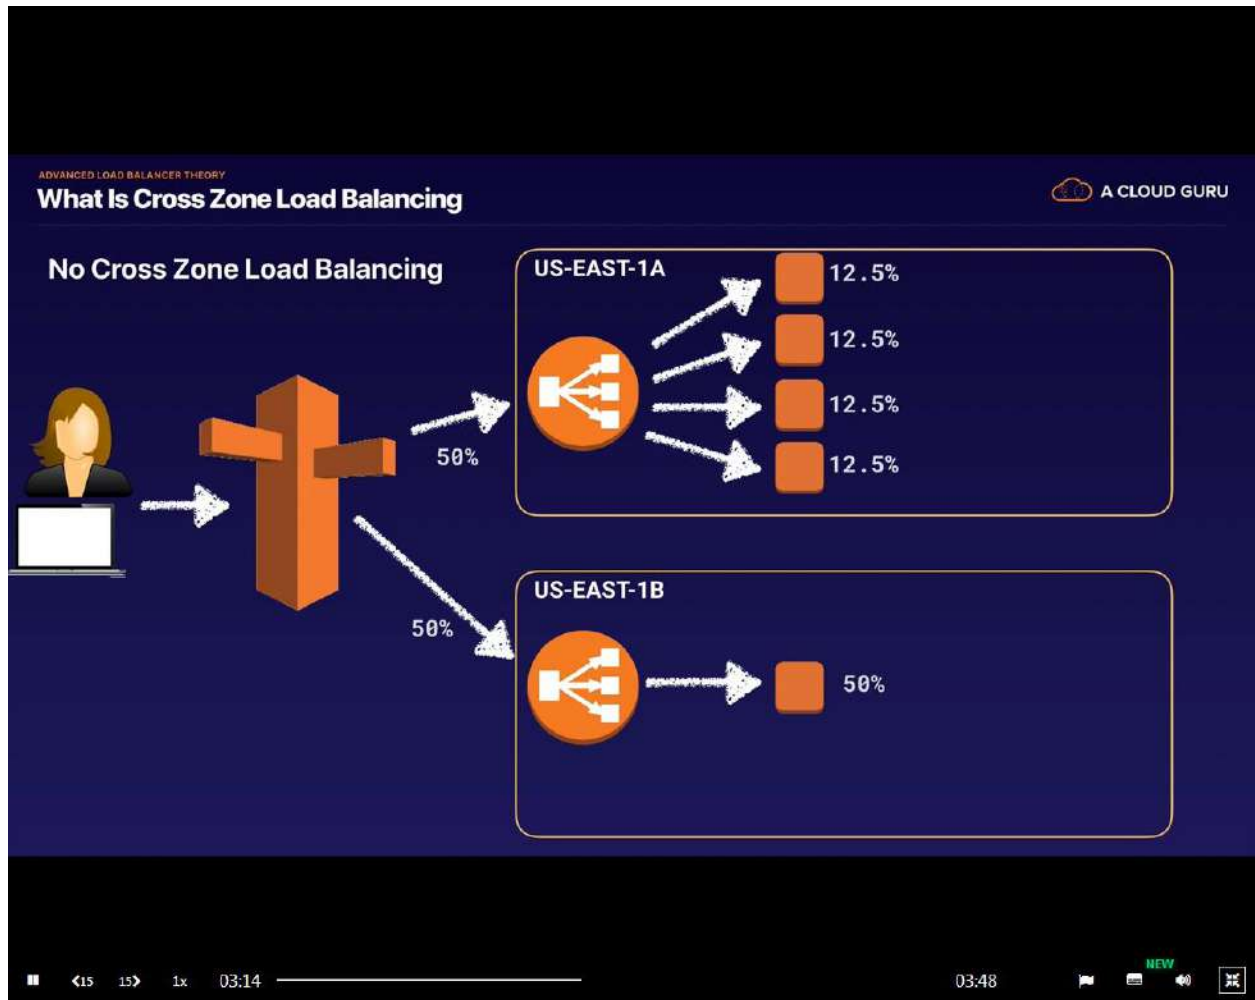 ADVANCED LOAD BALANCER THEORY
What Is Cross Zone Load Balancing
A CLOUD GURU
No Cross Zone Load Balancing
US-EAST-1A
12.5%
12.5%
12.5%
12.5%
50%
US-EAST-1B
50%
50%
NEW
15 15 1x 03:14 03:48